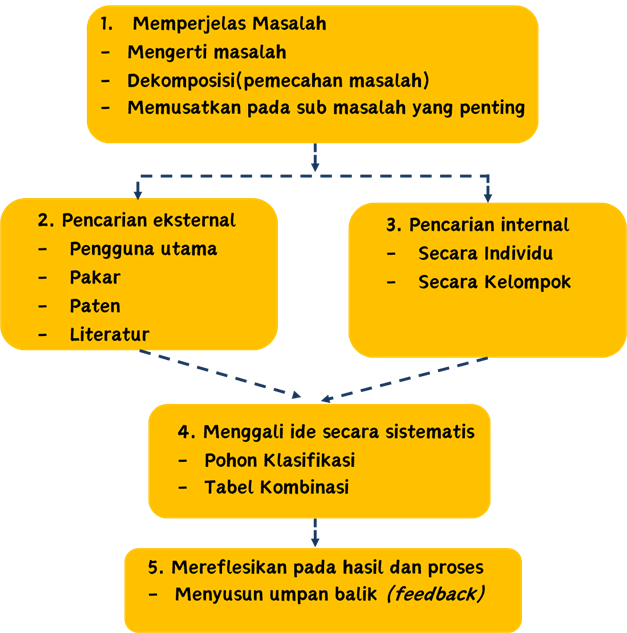 1. Memperjelas Masalah
- Mengerti masalah
- Dekomposisi(pemecahan masalah)
- Memusatkan pada sub masalah yang penting
2. Pencarian eksternal
- Pengguna utama
- Pakar
- Paten
- Literatur
3. Pencarian internal
- Secara Individu
- Secara Kelompok
4. Menggali ide secara sistematis
- Pohon Klasifikasi
- Tabel Kombinasi
5. Mereflesikan pada hasil dan proses
- Menyusun umpan balik (feedback)